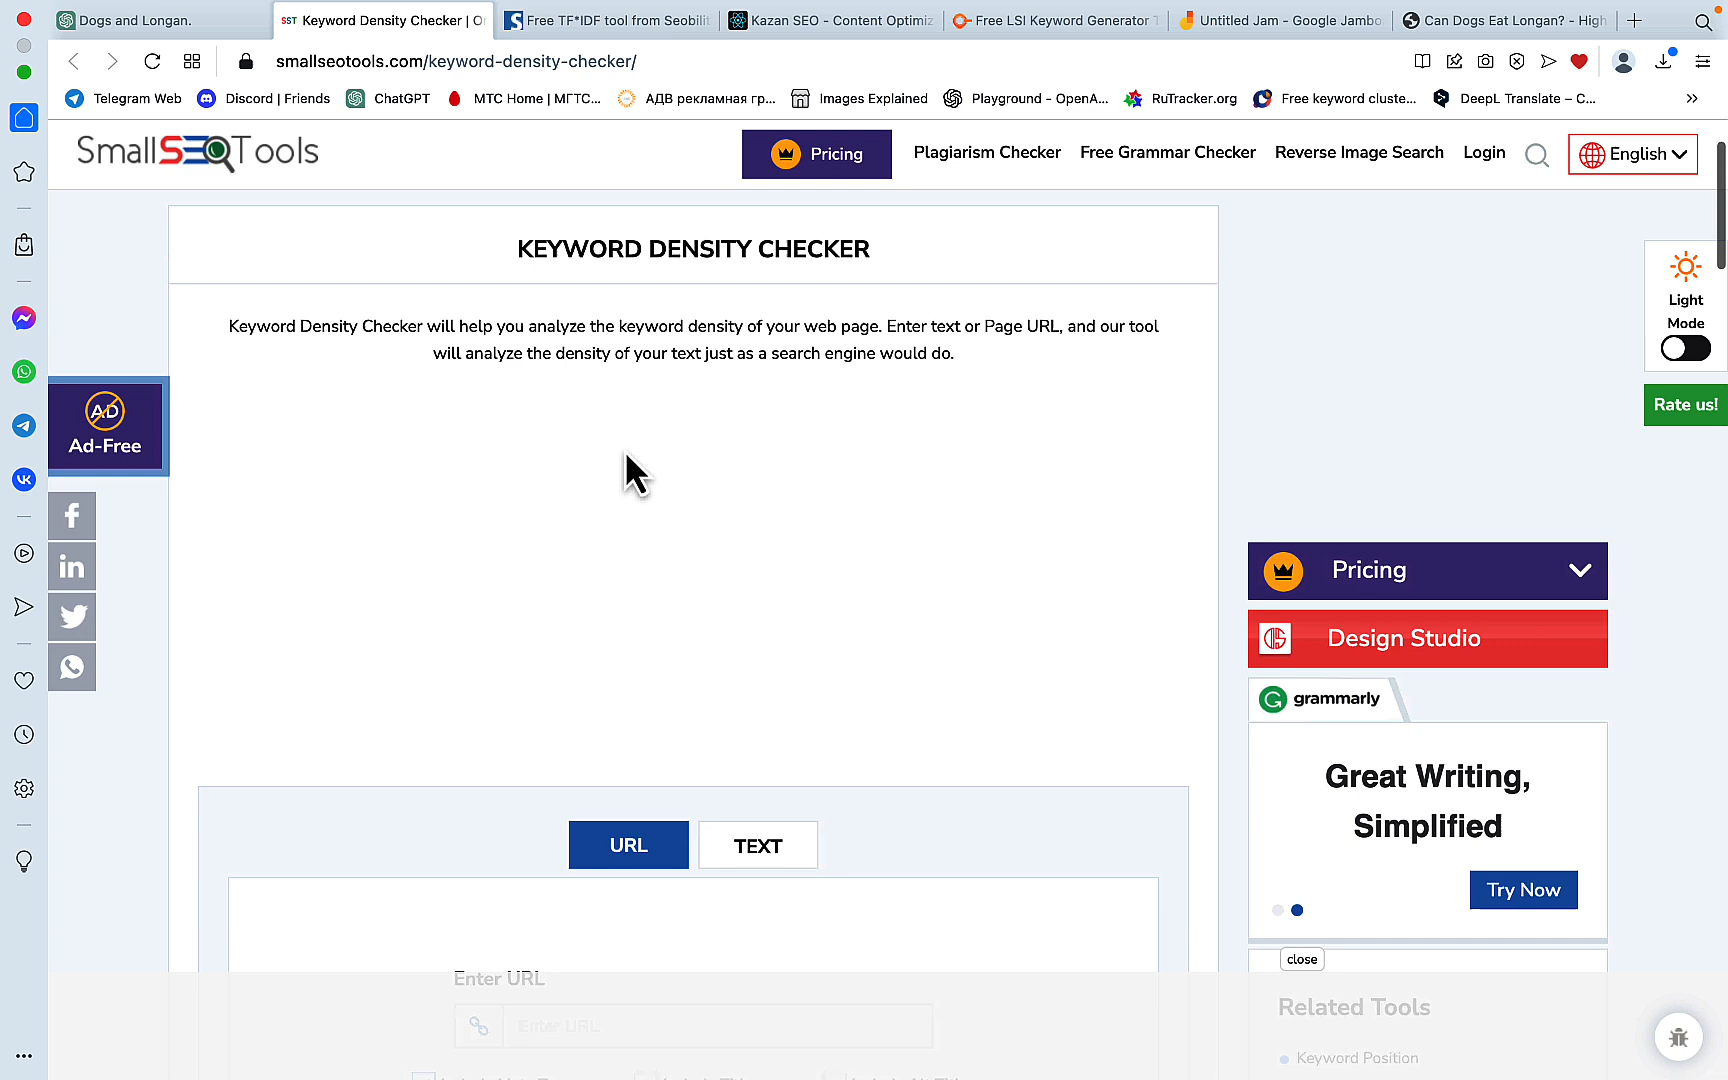 Dogs and Longan.
SST Keyword Density Checker | Or
Free TF*IDF tool from Seobilit
Kazan SEO - Content Optimiz
Free LSI Keyword Generator T
Untitled Jam - Google Jambo
Can Dogs Eat Longan? - High
smallseotools.com/keyword-density-checker/
Telegram Web
Discord | Friends
ChatGPT
МТС Home | МГТС...
АДВ рекламная гр...
Images Explained
Playground - OpenA...
RuTracker.org
Free keyword cluste...
DeepL Translate – C...
SmallSEOTools
Pricing
Plagiarism Checker
Free Grammar Checker
Reverse Image Search
Login
English
KEYWORD DENSITY CHECKER
Keyword Density Checker will help you analyze the keyword density of your web page. Enter text or Page URL, and our tool
will analyze the density of your text just as a search engine would do.
Light
Mode
Rate us!
AD
Ad-Free
Pricing
Design Studio
grammarly
Great Writing,
Simplified
Try Now
URL
TEXT
close
Enter URL
Enter URL
Related Tools
Keyword Position